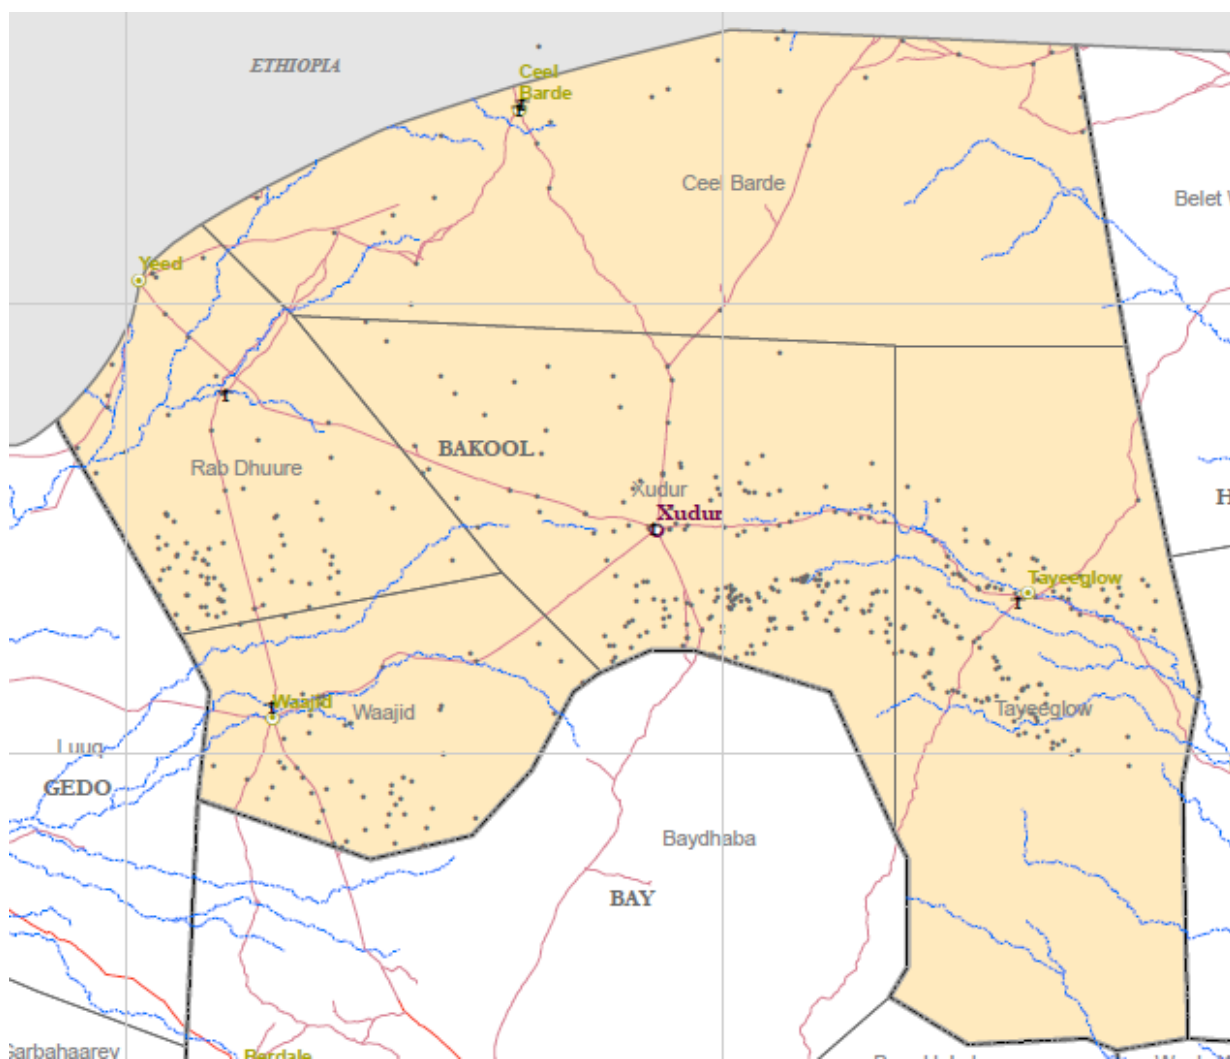 ETHIOPIA
Ceel
Barde
Ceel Barde
Belet
Yeed
BAKOOL
Rab Dhuure
Xudur
Xudur
H
Tayeeglow
Waajid
Waajid
Tayeeglow
Luuq
GEDO
Baydhaba
BAY
Garbahaarey
Berdale